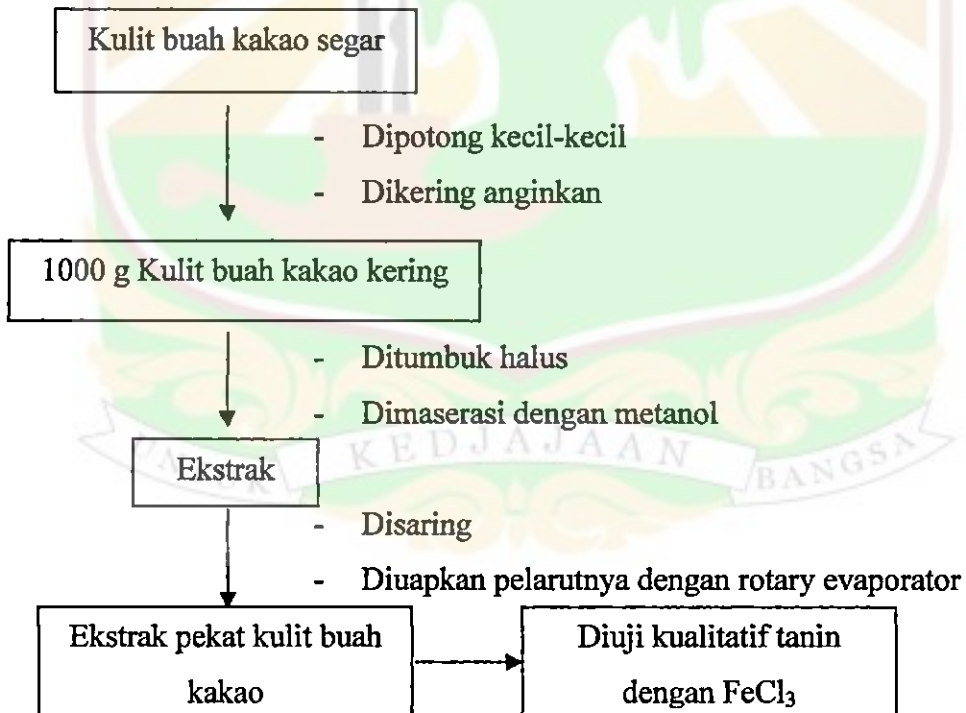 Kulit buah kakao segar
- Dipotong kecil-kecil
- Dikering anginkan
1000 g Kulit buah kakao kering
- Ditumbuk halus
- Dimaserasi dengan metanol
UNTUK KEDJAJAAN BANGSA
Ekstrak
- Disaring
- Diuapkan pelarutnya dengan rotary evaporator
Ekstrak pekat kulit buah
kakao
Diuji kualitatif tanin
dengan FeCl₃